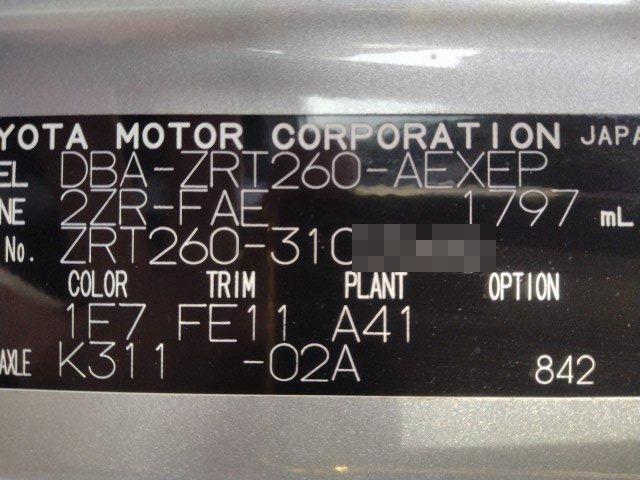 OYOTA MOTOR CORPORATION JAPA
EL DBA-ZRT260-AEXEP
NE 2ZR-FAE 1797 mL
No. ZRT260-310
COLOR TRIM PLANT OPTION
1F7 FE11 A41
AXLE K311 -02A 842